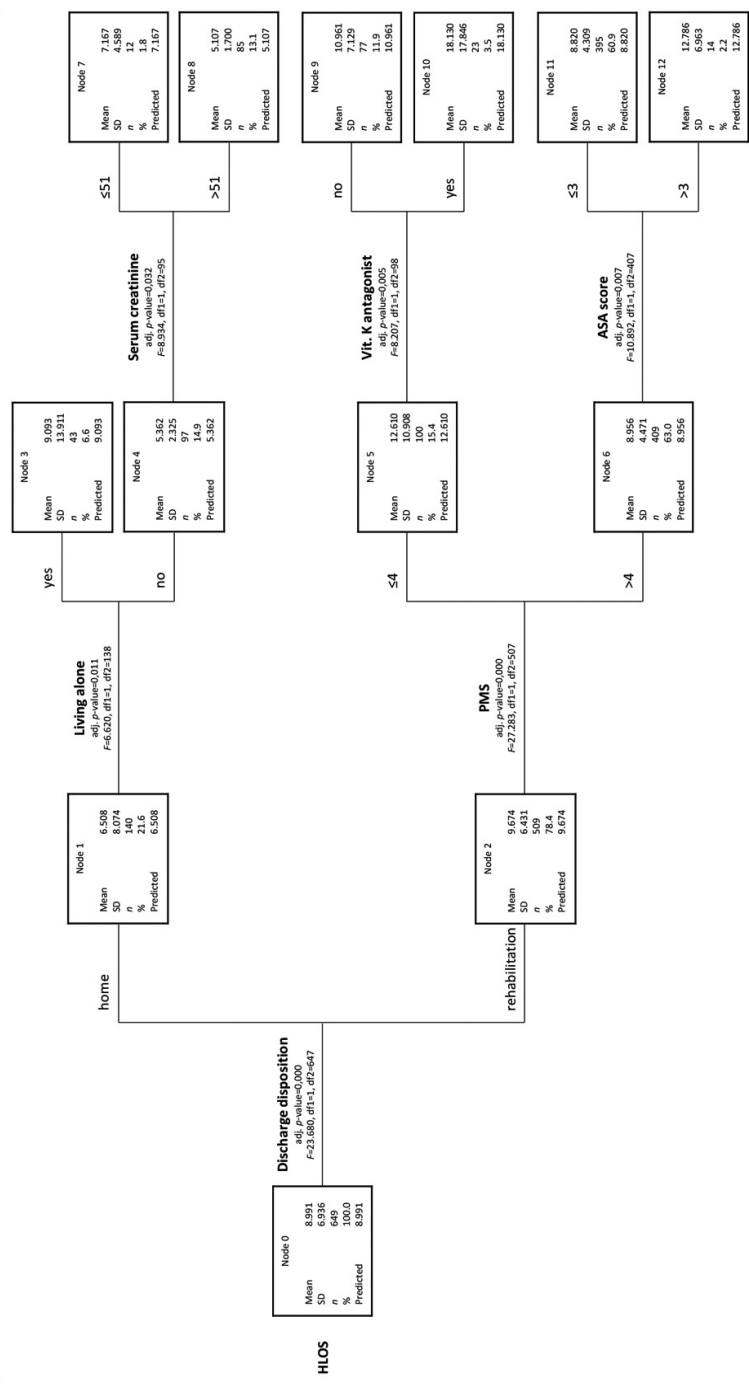 HLOS
Node 0
Mean 8.991
SD 6.936
n 649
% 100.0
Predicted 8.991
Discharge disposition
adj. p-value=0,000
F=23.680, df1=1, df2=647
home
rehabilitation
Node 1
Mean 6.508
SD 8.074
n 140
% 21.6
Predicted 6.508
Node 2
Mean 9.674
SD 6.431
n 509
% 78.4
Predicted 9.674
Living alone
adj. p-value=0,011
F=6.620, df1=1, df2=138
yes
no
PMS
adj. p-value=0,000
F=27.283, df1=1, df2=507
≤4
>4
Node 3
Mean 9.093
SD 13.911
n 43
% 6.6
Predicted 9.093
Node 4
Mean 5.362
SD 2.325
n 97
% 14.9
Predicted 5.362
Node 5
Mean 12.610
SD 10.908
n 100
% 15.4
Predicted 12.610
Node 6
Mean 8.956
SD 4.471
n 409
% 63.0
Predicted 8.956
Serum creatinine
adj. p-value=0,032
F=8.934, df1=1, df2=95
≤51
>51
Vit. K antagonist
adj. p-value=0,005
F=8.207, df1=1, df2=98
no
yes
ASA score
adj. p-value=0,007
F=10.892, df1=1, df2=407
≤3
>3
Node 7
Mean 7.167
SD 4.589
n 12
% 1.8
Predicted 7.167
Node 8
Mean 5.107
SD 1.700
n 85
% 13.1
Predicted 5.107
Node 9
Mean 10.961
SD 7.129
n 77
% 11.9
Predicted 10.961
Node 10
Mean 18.130
SD 17.846
n 23
% 3.5
Predicted 18.130
Node 11
Mean 8.820
SD 4.309
n 395
% 60.9
Predicted 8.820
Node 12
Mean 12.786
SD 6.963
n 14
% 2.2
Predicted 12.786